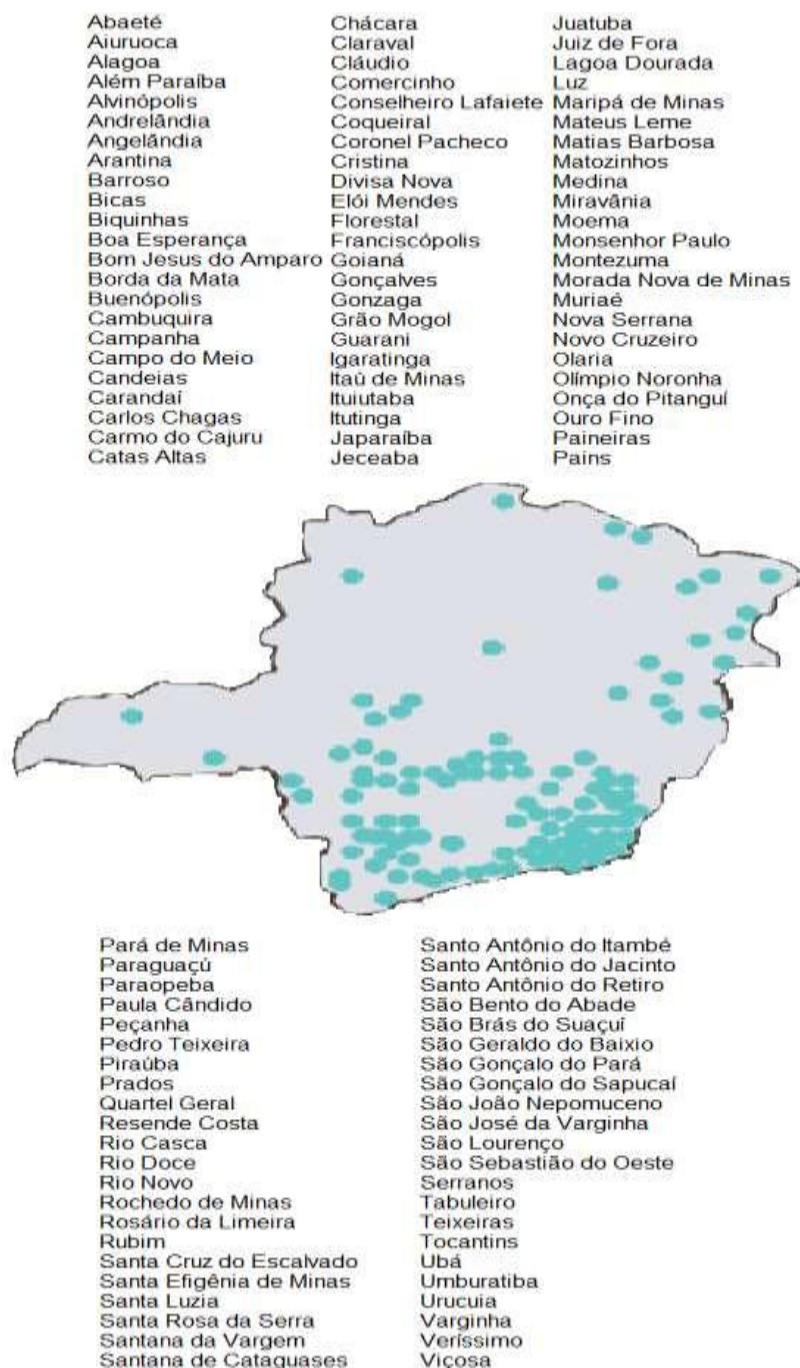 Abaeté
Aiuruoca
Alagoa
Além Paraíba
Alvinópolis
Andrelândia
Angelândia
Arantina
Barroso
Bicas
Biquinhas
Boa Esperança
Bom Jesus do Amparo
Borda da Mata
Buenópolis
Cambuquira
Campanha
Campo do Meio
Candeias
Carandaí
Carlos Chagas
Carmo do Cajuru
Catas Altas
Chácara
Claraval
Cláudio
Comercinho
Conselheiro Lafaiete
Coqueiral
Coronel Pacheco
Cristina
Divisa Nova
Elói Mendes
Florestal
Franciscópolis
Goianá
Gonçalves
Gonzaga
Grão Mogol
Guarani
Igaratinga
Itaú de Minas
Ituiutaba
Itutinga
Japaraíba
Jeceaba
Juatuba
Juiz de Fora
Lagoa Dourada
Luz
Maripá de Minas
Mateus Leme
Matias Barbosa
Matozinhos
Medina
Miravânia
Moema
Monsenhor Paulo
Montezuma
Morada Nova de Minas
Muriaé
Nova Serrana
Novo Cruzeiro
Olaria
Olímpio Noronha
Onça do Pitanguí
Ouro Fino
Paineiras
Pains
Pará de Minas
Paraguaçú
Paraopeba
Paula Cândido
Peçanha
Pedro Teixeira
Piraúba
Prados
Quartel Geral
Resende Costa
Rio Casca
Rio Doce
Rio Novo
Rochedo de Minas
Rosário da Limeira
Rubim
Santa Cruz do Escalvado
Santa Efigênia de Minas
Santa Luzia
Santa Rosa da Serra
Santana da Vargem
Santana de Cataguases
Santo Antônio do Itambé
Santo Antônio do Jacinto
Santo Antônio do Retiro
São Bento do Abade
São Brás do Suaçuí
São Geraldo do Baixio
São Gonçalo do Pará
São Gonçalo do Sapucaí
São João Nepomuceno
São José da Varginha
São Lourenço
São Sebastião do Oeste
Serranos
Tabuleiro
Teixeiras
Tocantins
Ubá
Umburatiba
Urucuia
Varginha
Veríssimo
Viçosa